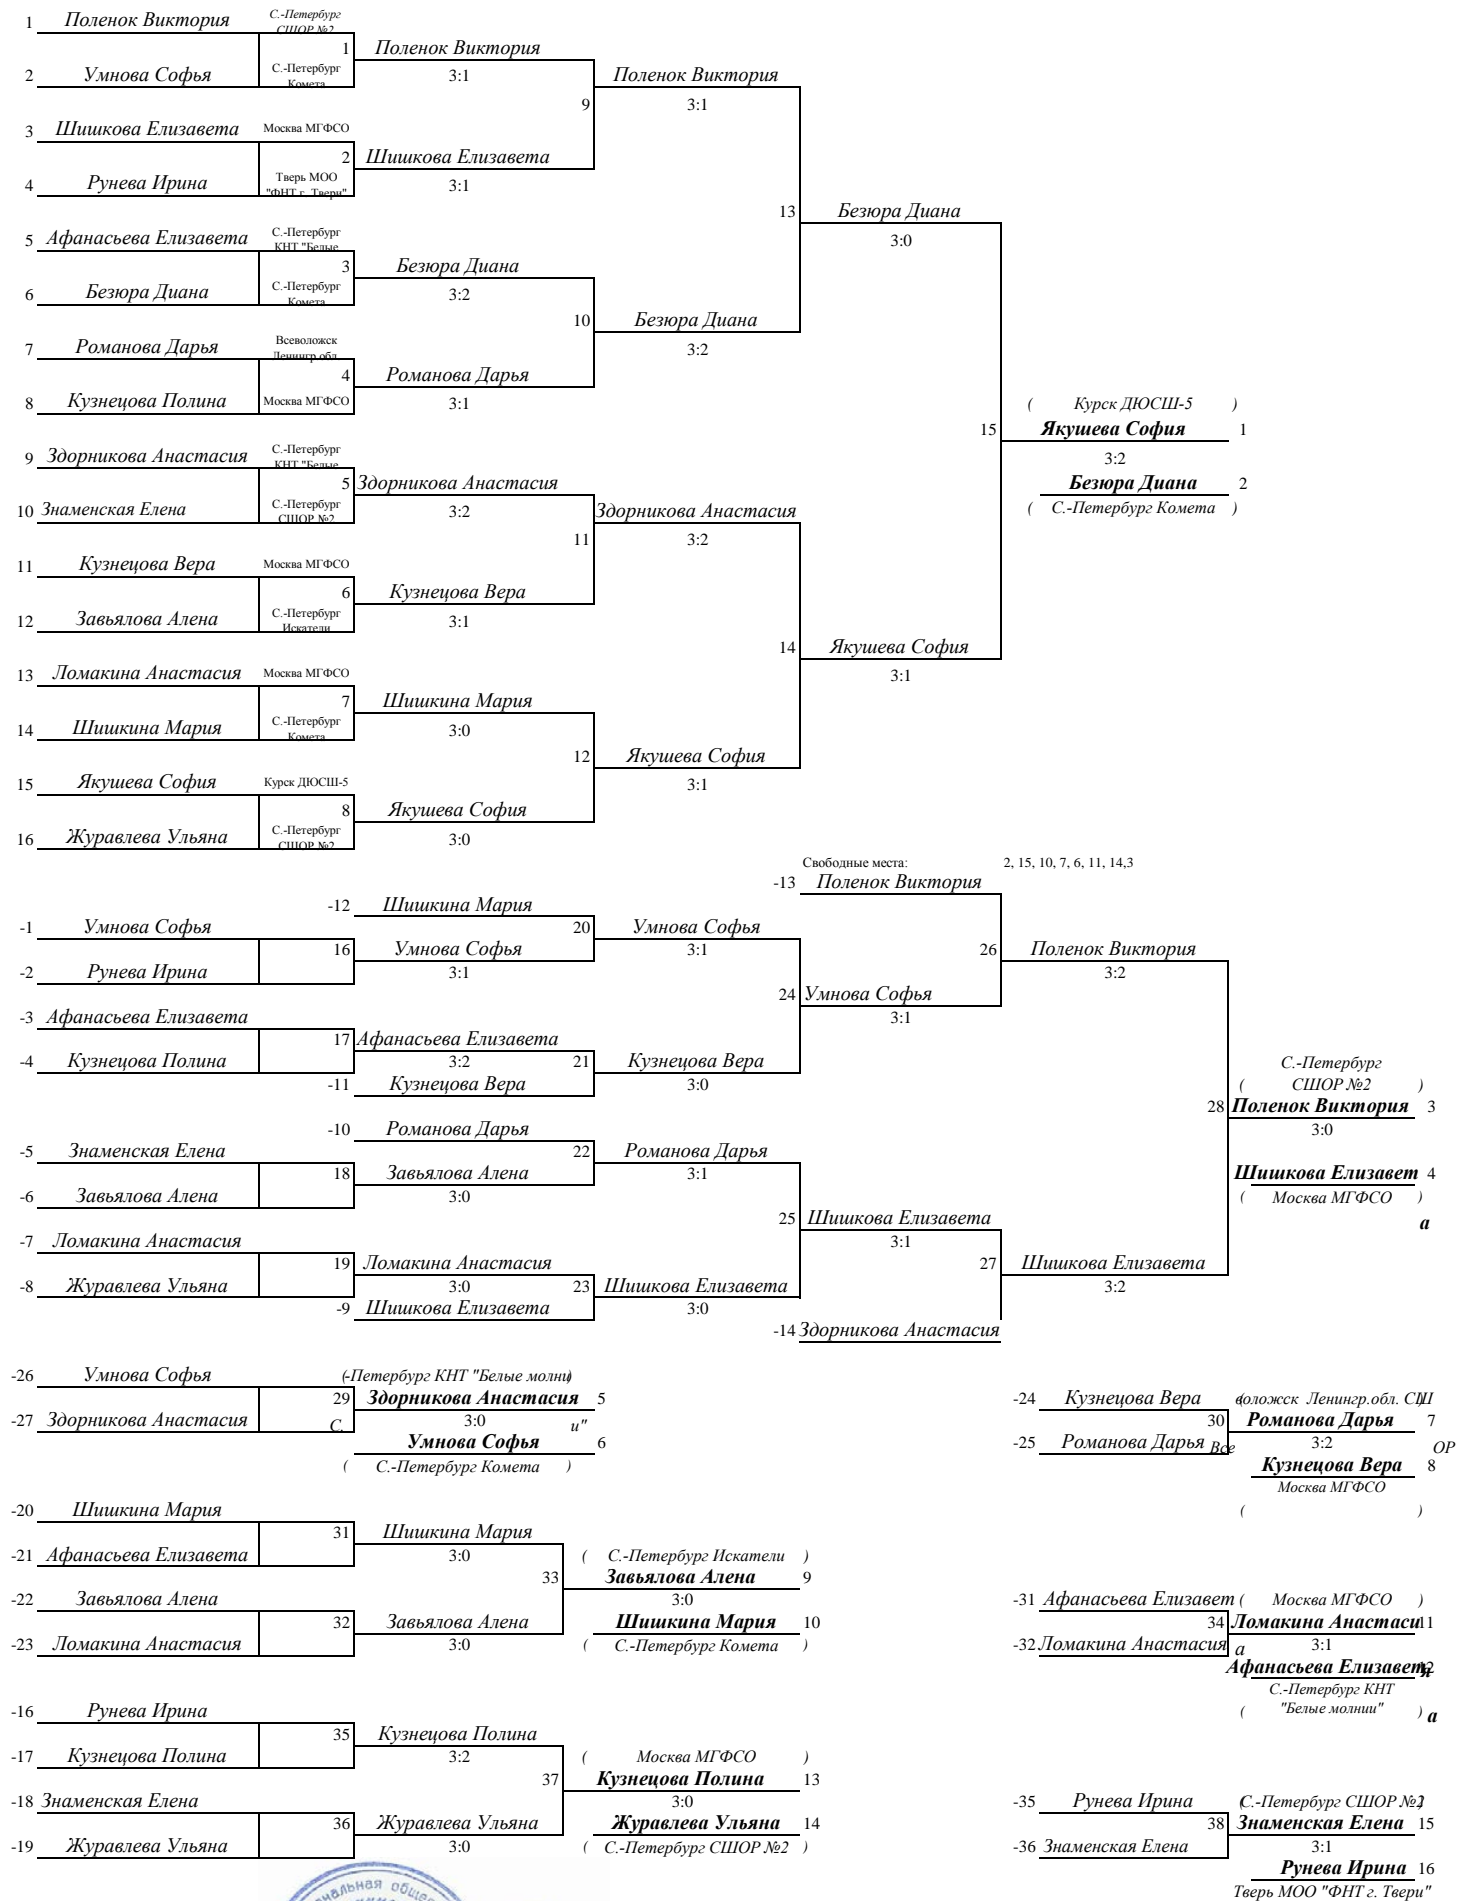 1 Поленок Виктория С.-Петербург СШОР №2
1 Поленок Виктория
2 Умнова Софья С.-Петербург Комета
3:1
Поленок Виктория
9 3:1
3 Шишкова Елизавета Москва МГФСО
2 Шишкова Елизавета
4 Рунева Ирина Тверь МОО "ФНТ г. Твери"
3:1
13 Безюра Диана
3:0
5 Афанасьева Елизавета С.-Петербург КНТ "Белые
3 Безюра Диана
6 Безюра Диана С.-Петербург Комета
3:2
10 Безюра Диана
3:2
7 Романова Дарья Всеволожск Ленингр.обл
4 Романова Дарья
8 Кузнецова Полина Москва МГФСО
3:1
( Курск ДЮСШ-5 )
15 Якушева София 1
3:2
Безюра Диана 2
( С.-Петербург Комета )
9 Здорникова Анастасия С.-Петербург КНТ "Белые
5 Здорникова Анастасия
10 Знаменская Елена С.-Петербург СШОР №2
3:2
Здорникова Анастасия
11 3:2
11 Кузнецова Вера Москва МГФСО
6 Кузнецова Вера
12 Завьялова Алена С.-Петербург Искатели
3:1
14 Якушева София
3:1
13 Ломакина Анастасия Москва МГФСО
7 Шишкина Мария
14 Шишкина Мария С.-Петербург Комета
3:0
12 Якушева София
3:1
15 Якушева София Курск ДЮСШ-5
8 Якушева София
16 Журавлева Ульяна С.-Петербург СШОР №2
3:0
Свободные места: 2, 15, 10, 7, 6, 11, 14,3
-13 Поленок Виктория
-12 Шишкина Мария
-1 Умнова Софья
20 Умнова Софья
16 Умнова Софья
3:1
26 Поленок Виктория
-2 Рунева Ирина
3:1
3:2
24 Умнова Софья
3:1
-3 Афанасьева Елизавета
17 Афанасьева Елизавета
-4 Кузнецова Полина
3:2
21 Кузнецова Вера
-11 Кузнецова Вера
3:0
С.-Петербург
( СШОР №2 )
28 Поленок Виктория 3
3:0
-10 Романова Дарья
-5 Знаменская Елена
22 Романова Дарья
18 Завьялова Алена
3:1
Шишкова Елизавет 4
-6 Завьялова Алена
3:0
( Москва МГФСО )
а
25 Шишкова Елизавета
3:1
-7 Ломакина Анастасия
19 Ломакина Анастасия
27 Шишкова Елизавета
-8 Журавлева Ульяна
3:0
23 Шишкова Елизавета
3:2
-9 Шишкова Елизавета
3:0
-14 Здорникова Анастасия
-26 Умнова Софья
(-Петербург КНТ "Белые молни)
29 Здорникова Анастасия 5
-27 Здорникова Анастасия
С. 3:0 и"
Умнова Софья 6
( С.-Петербург Комета )
-24 Кузнецова Вера
(воложск Ленингр.обл. СШ)
30 Романова Дарья 7
-25 Романова Дарья
Все 3:2 ОР
Кузнецова Вера 8
Москва МГФСО
( )
-20 Шишкина Мария
31 Шишкина Мария
-21 Афанасьева Елизавета
3:0
( С.-Петербург Искатели )
33 Завьялова Алена 9
3:0
-22 Завьялова Алена
32 Завьялова Алена
Шишкина Мария 10
-23 Ломакина Анастасия
3:0
( С.-Петербург Комета )
-31 Афанасьева Елизавет
( Москва МГФСО )
34 Ломакина Анастаси 11
-32 Ломакина Анастасия
а 3:1
Афанасьева Елизавет 12
я
С.-Петербург КНТ
( "Белые молнии" )
а
-16 Рунева Ирина
35 Кузнецова Полина
-17 Кузнецова Полина
3:2
( Москва МГФСО )
37 Кузнецова Полина 13
3:0
-18 Знаменская Елена
36 Журавлева Ульяна
Журавлева Ульяна 14
-19 Журавлева Ульяна
3:0
( С.-Петербург СШОР №2 )
-35 Рунева Ирина
(С.-Петербург СШОР №2)
38 Знаменская Елена 15
-36 Знаменская Елена
3:1
Рунева Ирина 16
Тверь МОО "ФНТ г. Твери"